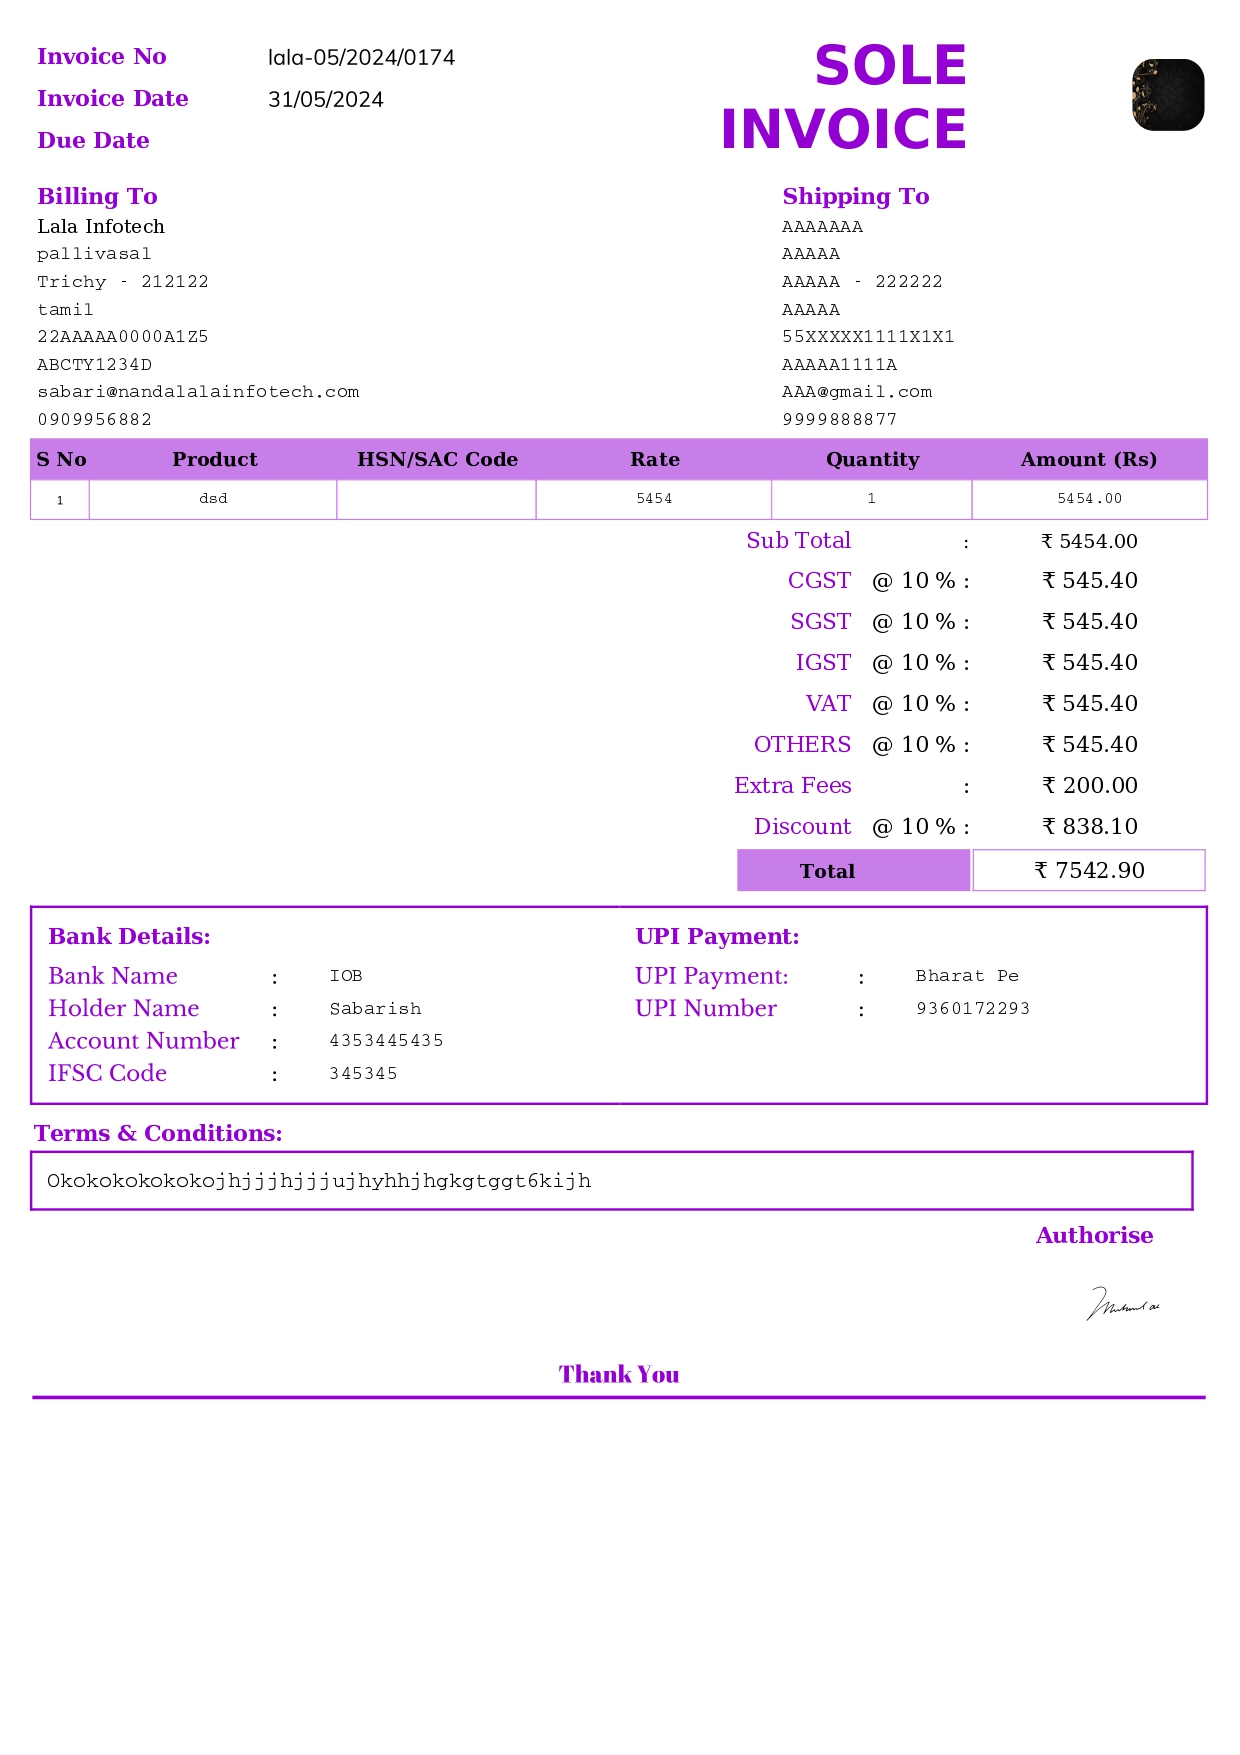 Invoice No lala-05/2024/0174
Invoice Date 31/05/2024
Due Date
SOLE
INVOICE
Billing To
Lala Infotech
pallivasal
Trichy - 212122
tamil
22AAAAA0000A1Z5
ABCTY1234D
sabari@nandalalainfotech.com
0909956882
Shipping To
AAAAAAA
AAAAA
AAAAA - 222222
AAAAA
55XXXXX1111X1X1
AAAAA1111A
AAA@gmail.com
9999888877
S No Product HSN/SAC Code Rate Quantity Amount (Rs)
1 dsd 5454 1 5454.00
Sub Total : ₹ 5454.00
CGST @ 10 % : ₹ 545.40
SGST @ 10 % : ₹ 545.40
IGST @ 10 % : ₹ 545.40
VAT @ 10 % : ₹ 545.40
OTHERS @ 10 % : ₹ 545.40
Extra Fees : ₹ 200.00
Discount @ 10 % : ₹ 838.10
Total ₹ 7542.90
Bank Details:
Bank Name : IOB
Holder Name : Sabarish
Account Number : 4353445435
IFSC Code : 345345
UPI Payment:
UPI Payment: : Bharat Pe
UPI Number : 9360172293
Terms & Conditions:
Okokokokokokojhjjjhjjjujhyhhjhgkgtggt6kijh
Authorise
Thank You